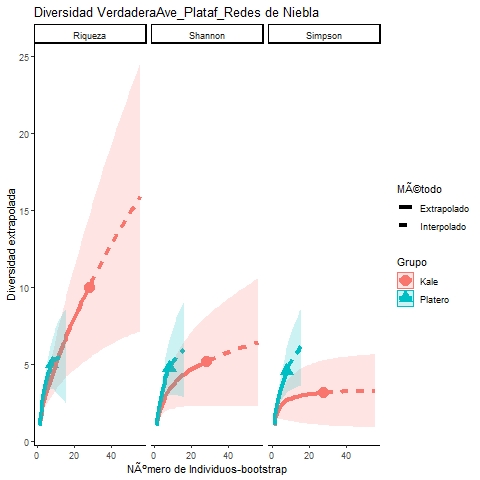 Diversidad VerdaderaAve_Plataf_Redes de Niebla
Riqueza
Shannon
Simpson
25
20
15
10
5
0
Diversidad extrapolada
0 20 40
0 20 40
0 20 40
NÃºmero de Individuos-bootstrap
MÃ©todo
Extrapolado
Interpolado
Grupo
Kale
Platero